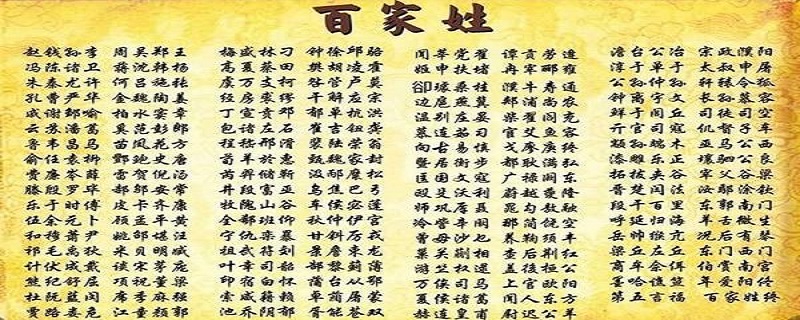 百家姓
赵钱孙李 周吴郑王
冯陈褚卫 蒋沈韩杨
朱秦尤许 何吕施张
孔曹严华 金魏陶姜
戚谢邹喻 柏水窦章
云苏潘葛 奚范彭郎
鲁韦昌马 苗凤花方
俞任袁柳 酆鲍史唐
费廉岑薛 雷贺倪汤
滕殷罗毕 郝邬安常
乐于时傅 皮卞齐康
伍余元卜 顾孟平黄
和穆萧尹 姚邵湛汪
祁毛禹狄 米贝明臧
计伏成戴 谈宋茅庞
熊纪舒屈 项祝董梁
杜阮蓝闵 席季麻强
贾路娄危 江童颜郭
梅盛林刁 钟徐邱骆
高夏蔡田 樊胡凌霍
虞万支柯 昝管卢莫
经房裘缪 干解应宗
丁宣贲邓 郁单杭洪
包诸左石 崔吉钮龚
程嵇邢滑 裴陆荣翁
荀羊於惠 甄魏家封
芮羿储靳 汲邴糜松
井段富巫 乌焦巴弓
牧隗山谷 车侯宓蓬
全郗班仰 秋仲伊宫
宁仇栾暴 甘钭厉戎
祖武符刘 景詹束龙
叶幸司韶 郜黎蓟薄
印宿白怀 蒲台从鄂
索咸籍赖 卓蔺屠蒙
池乔阴郁 胥能苍双
闻莘党翟 谭贡劳逄
姬申扶堵 冉宰郦雍
郤璩桑桂 濮牛寿通
边扈燕冀 郏浦尚农
温别庄晏 柴瞿阎充
慕连茹习 宦艾鱼容
向古易慎 戈廖庾终
暨居衡步 耿满弘
匡国文寇 广禄阙东
殴殳沃利 蔚越夔隆
师巩厍聂 晁勾敖融
冷訾辛阚 那简饶空
曾毋沙乜 养鞠须丰
巢关蒯相 查后荆红
游竺权逯 盖益桓公
万俟司马 上官欧阳
夏侯诸葛 闻人东方
赫连皇甫 尉迟公羊
澹台公冶 宗政濮阳
淳于单于 太叔申屠
公孙仲孙 轩辕令狐
钟离宇文 长孙慕容
鲜于闾丘 司徒司空
亓官司寇 仉督子车
颛孙端木 巫马公西
漆雕乐正 壤驷公良
拓跋夹谷 宰父谷梁
晋楚闫法 汝鄢涂钦
段干百里 东郭南门
呼延归海 羊舌微生
岳帅缑亢 况后有琴
梁丘左丘 东门西门
商牟佘佴 伯赏南宫
墨哈谯笪 年爱阳佟
第五言福 百家姓终